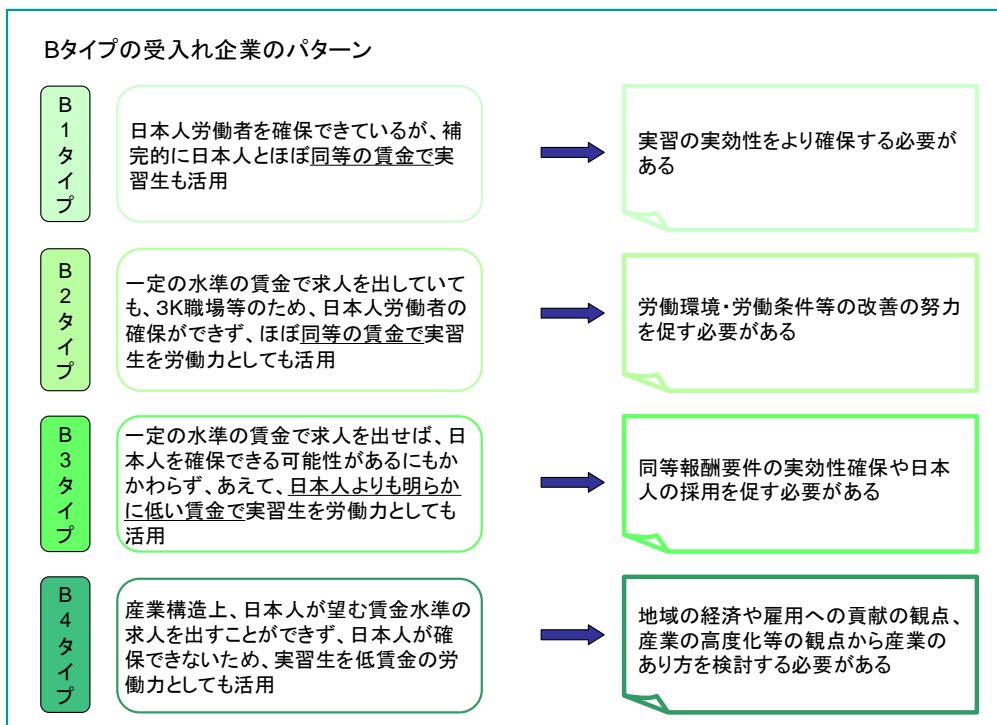 Bタイプの受入れ企業のパターン
B1タイプ
日本人労働者を確保できているが、補
完的に日本人とほぼ同等の賃金で実
習生も活用
実習の実効性をより確保する必要が
ある
B2タイプ
一定の水準の賃金で求人を出していて
も、3K職場等のため、日本人労働者の
確保ができず、ほぼ同等の賃金で実習
生を労働力としても活用
労働環境・労働条件等の改善の努力
を促す必要がある
B3タイプ
一定の水準の賃金で求人を出せば、日
本人を確保できる可能性があるにもか
かわらず、あえて、日本人よりも明らか
に低い賃金で実習生を労働力としても
活用
同等報酬要件の実効性確保や日本
人の採用を促す必要がある
B4タイプ
産業構造上、日本人が望む賃金水準の
求人を出すことができず、日本人が確
保できないため、実習生を低賃金の労
働力としても活用
地域の経済や雇用への貢献の観点、
産業の高度化等の観点から産業の
あり方を検討する必要がある